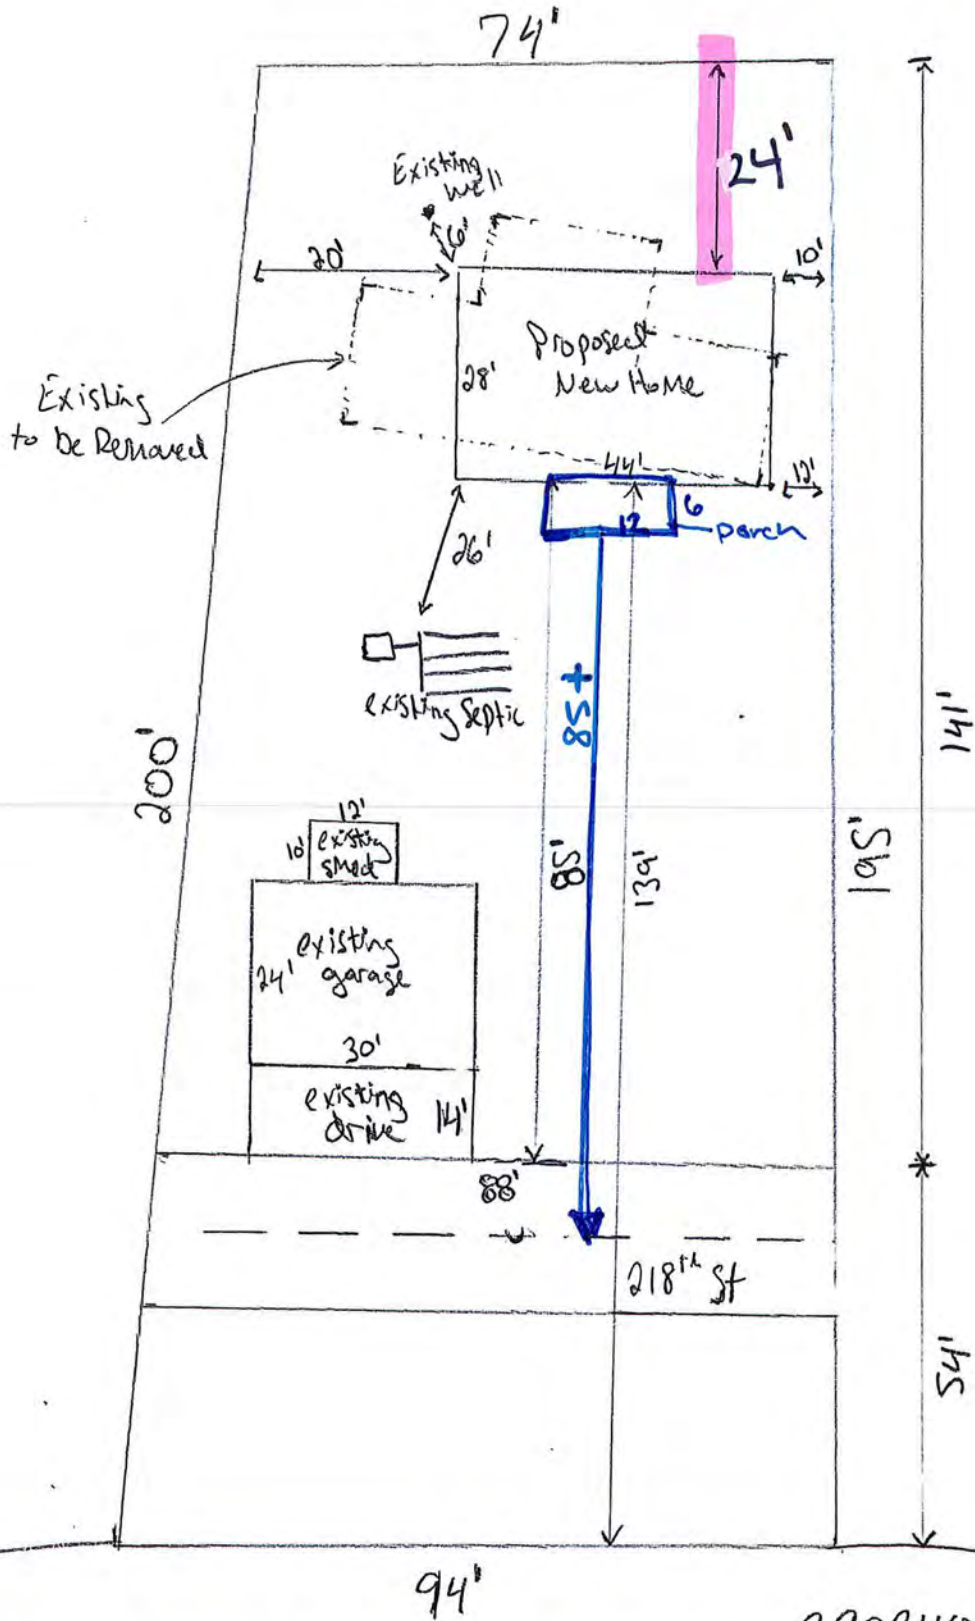 74'
24'
Existing
well
6'
20'
10'
Proposed
New Home
28'
Existing
to be Removed
44'
12'
6
12
porch
26'
existing Septic
85+
200'
141'
12'
10'
existing
shed
85'
139'
195'
existing
garage
24'
30'
existing
drive
14'
88'
218th St
54'
94'